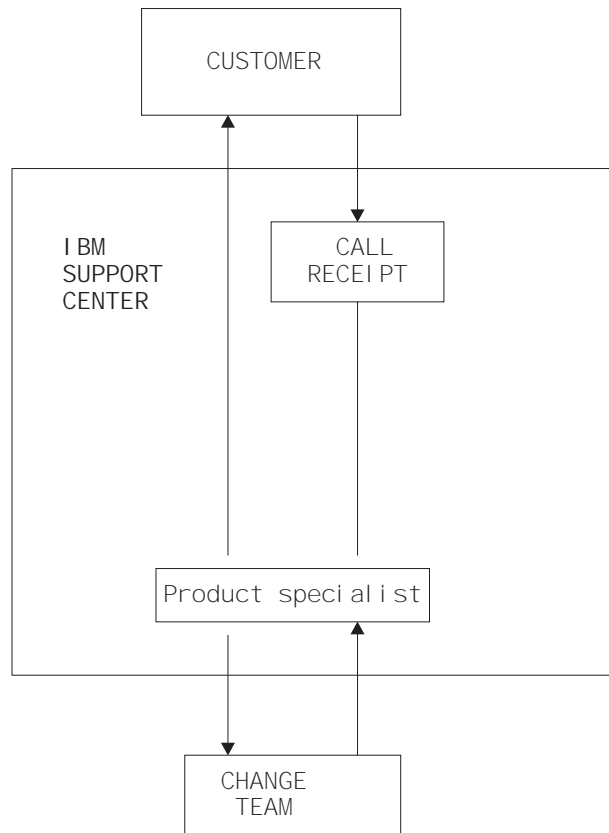 CUSTOMER
IBM
SUPPORT
CENTER
CALL
RECEIPT
Product specialist
CHANGE
TEAM